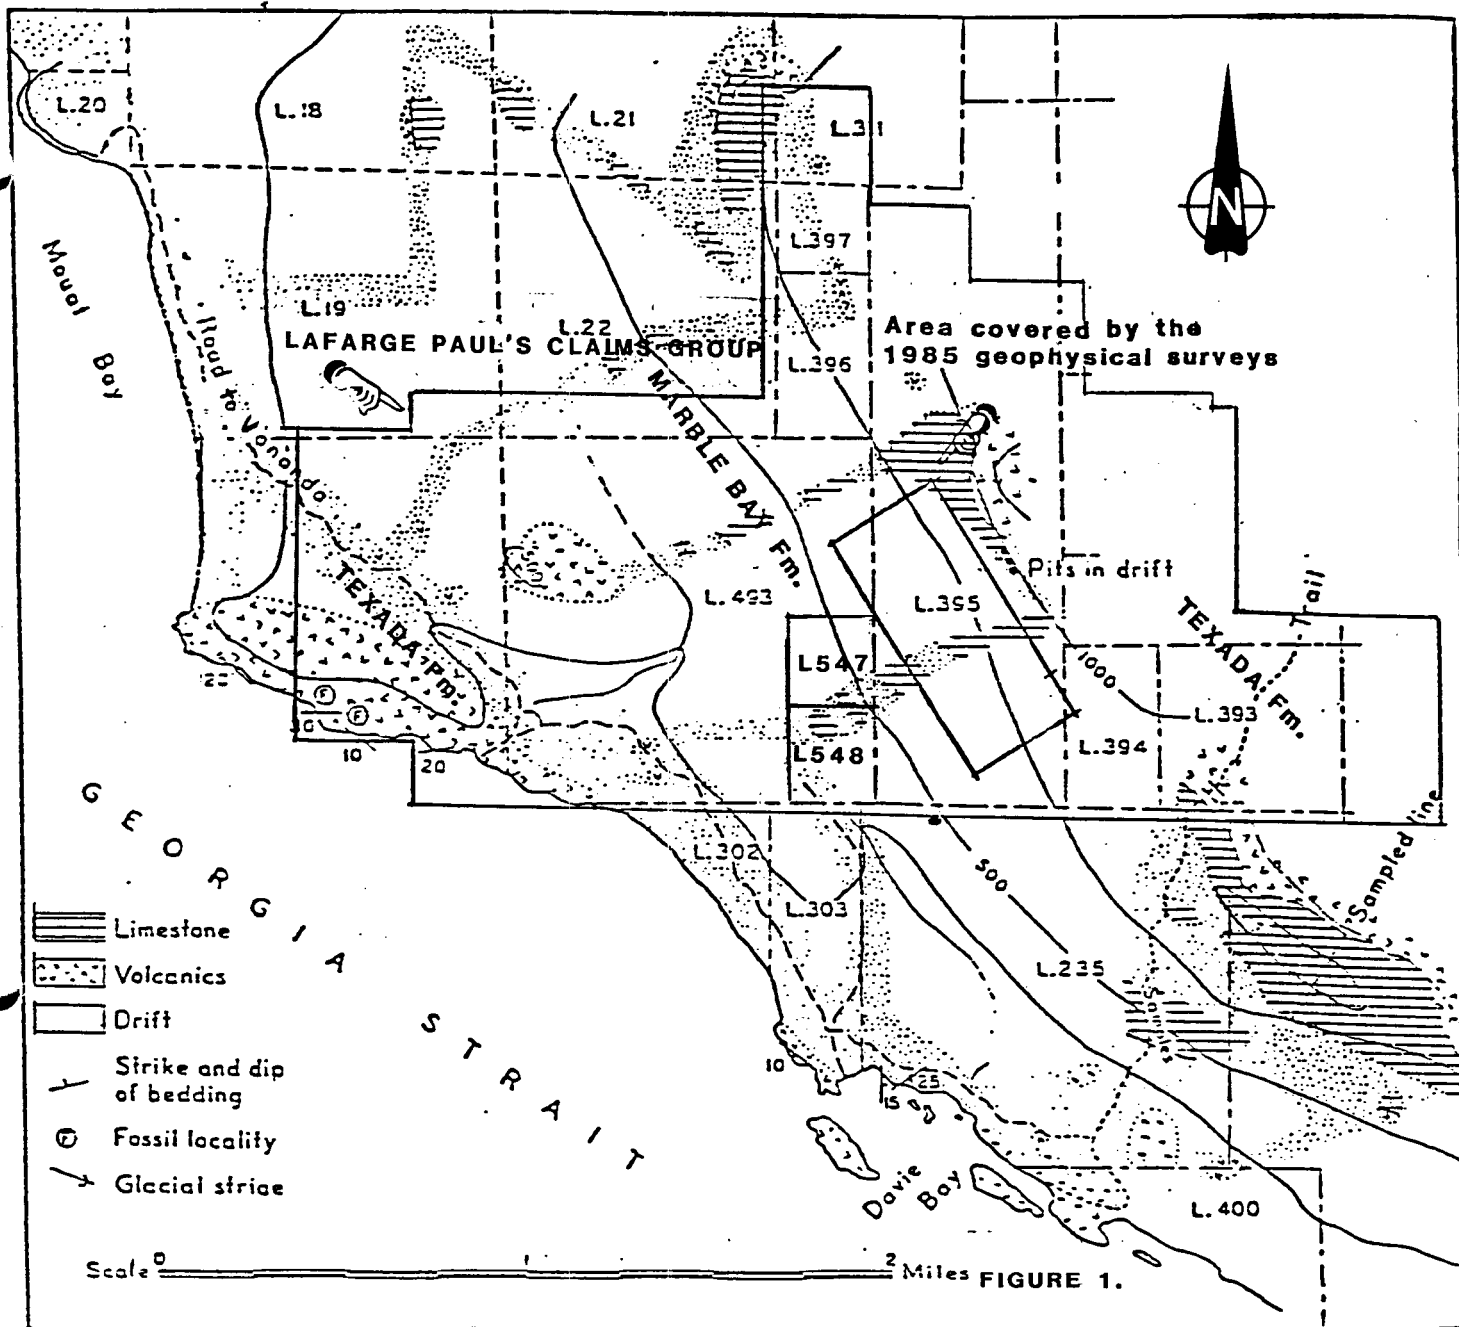 L.20
L.18
L.21
L.311
N
Mouat Bay
L.397
L.19
L.22
LAFARGE PAUL'S CLAIMS GROUP
Area covered by the
1985 geophysical surveys
L.396
Road to Vananda
MARBLE BAY Fm.
Pits in drift
TEXADA Fm.
L.493
L.395
TEXADA Fm.
Trail
L547
1000
L.393
L548
L.394
10
20
GEORGIA STRAIT
L.302
500
Sampled line
L.303
L.235
Limestone
Volcanics
Drift
Strike and dip
of bedding
Fossil locality
F
F
F
Glacial striae
10
25
15
Davie
Bay
L.400
Scale 0 2 Miles
FIGURE 1.